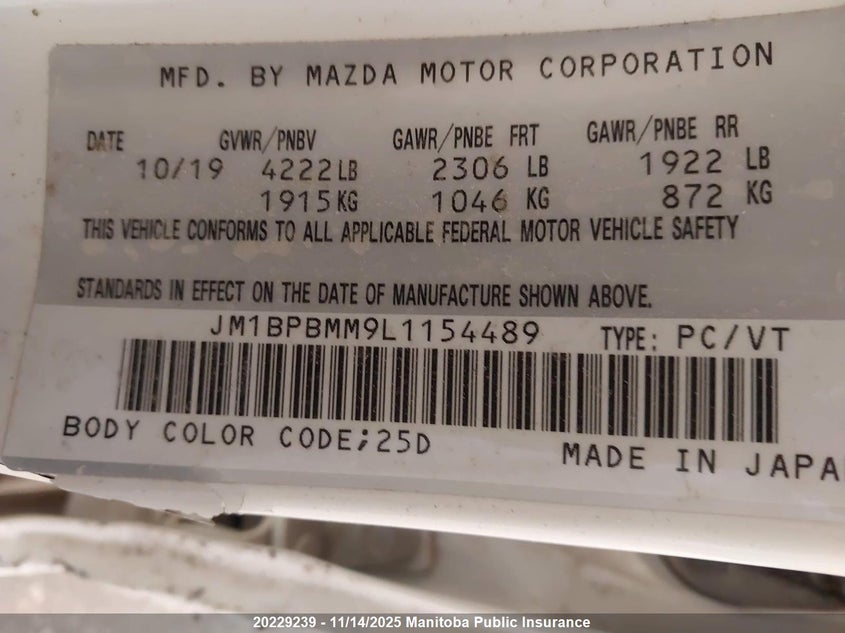 MFD. BY MAZDA MOTOR CORPORATION
DATE GVWR/PNBV GAWR/PNBE FRT GAWR/PNBE RR
10/19 4222LB 2306 LB 1922 LB
1915KG 1046 KG 872 KG
THIS VEHICLE CONFORMS TO ALL APPLICABLE FEDERAL MOTOR VEHICLE SAFETY
STANDARDS IN EFFECT ON THE DATE OF MANUFACTURE SHOWN ABOVE.
JM1BPBMM9L1154489 TYPE: PC/VT
BODY COLOR CODE;25D
MADE IN JAPA
20229239 - 11/14/2025 Manitoba Public Insurance